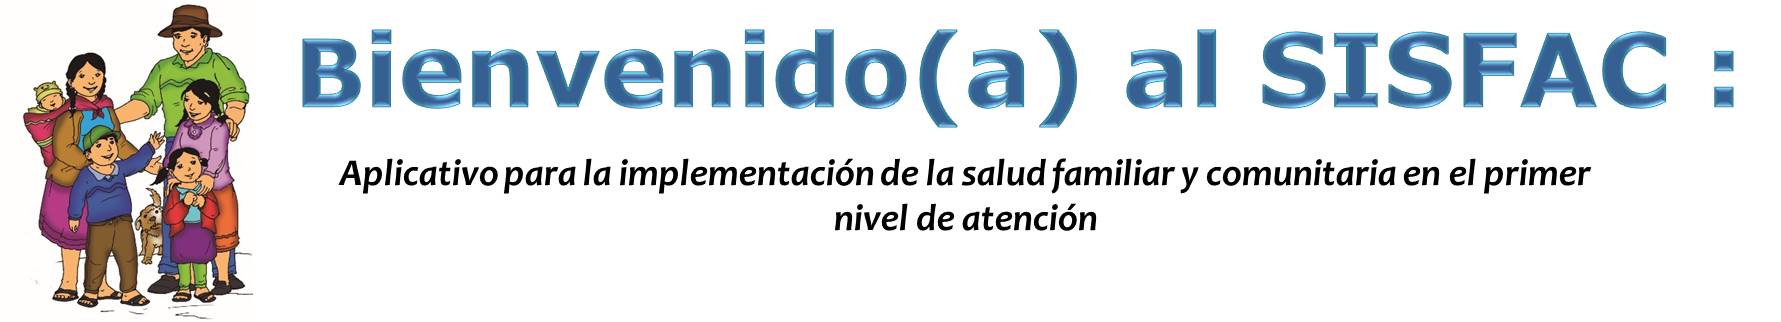 Bienvenido(a) al SISFAC :
Aplicativo para la implementación de la salud familiar y comunitaria en el primer
nivel de atención